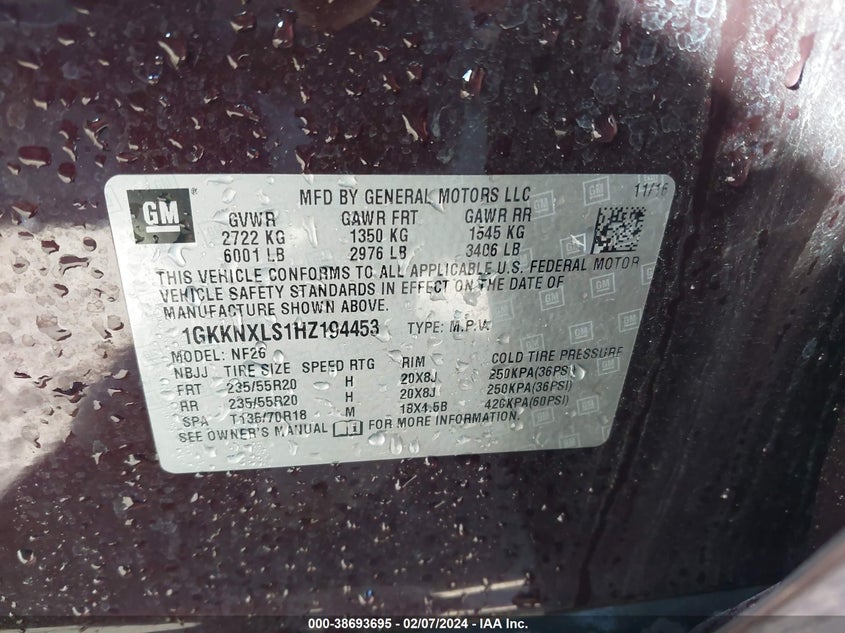 GM
MFD BY GENERAL MOTORS LLC 11/16
GVWR GAWR FRT GAWR RR
2722 KG 1350 KG 1545 KG
6001 LB 2976 LB 3406 LB
THIS VEHICLE CONFORMS TO ALL APPLICABLE U.S. FEDERAL MOTOR
VEHICLE SAFETY STANDARDS IN EFFECT ON THE DATE OF
MANUFACTURE SHOWN ABOVE.
1GKKNXLS1HZ194453 TYPE: M.P.V.
MODEL: NF26
NBJJ TIRE SIZE SPEED RTG RIM COLD TIRE PRESSURE
FRT 235/55R20 H 20X8J 250KPA(36PSI)
RR 235/55R20 H 20X8J 250KPA(36PSI)
SPA T135/70R18 M 18X4.5B 420KPA(60PSI)
SEE OWNER'S MANUAL FOR MORE INFORMATION.
000-38693695 - 02/07/2024 - IAA Inc.